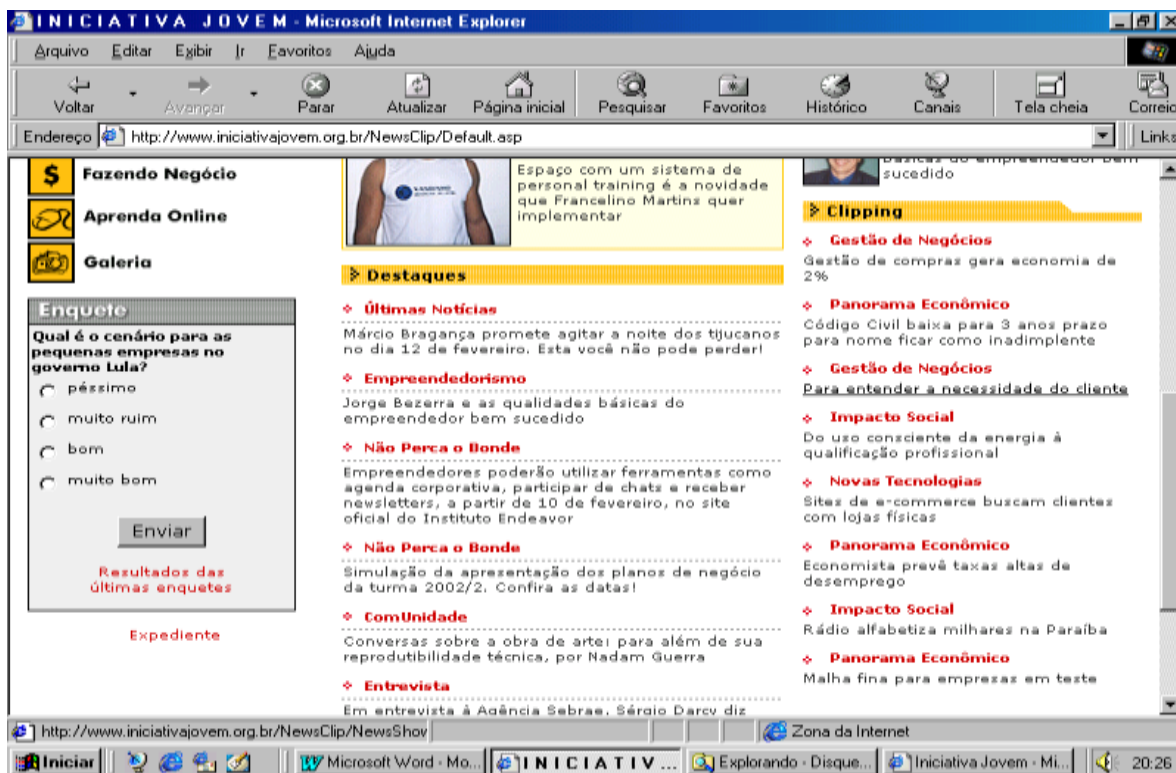 I N I C I A T I V A   J O V E M - Microsoft Internet Explorer
Arquivo Editar Exibir Ir Favoritos Ajuda
Voltar Avançar Parar Atualizar Página inicial Pesquisar Favoritos Histórico Canais Tela cheia Correio
Endereço http://www.iniciativajovem.org.br/NewsClip/Default.asp Links
$ Fazendo Negócio
Aprenda Online
Galeria
Enquete
Qual é o cenário para as
pequenas empresas no
governo Lula?
péssimo
muito ruim
bom
muito bom
Enviar
Resultados das
últimas enquetes
Expediente
Espaço com um sistema de
personal training é a novidade
que Francelino Martins quer
implementar
Destaques
Últimas Notícias
Márcio Bragança promete agitar a noite dos tijucanos
no dia 12 de fevereiro. Esta você não pode perder!
Empreendedorismo
Jorge Bezerra e as qualidades básicas do
empreendedor bem sucedido
Não Perca o Bonde
Empreendedores poderão utilizar ferramentas como
agenda corporativa, participar de chats e receber
newsletters, a partir de 10 de fevereiro, no site
oficial do Instituto Endeavor
Não Perca o Bonde
Simulação da apresentação dos planos de negócio
da turma 2002/2. Confira as datas!
ComUnidade
Conversas sobre a obra de arte: para além de sua
reprodutibilidade técnica, por Nadam Guerra
Entrevista
Em entrevista à Agência Sebrae, Sérgio Darcy diz
básicas do empreendedor bem
sucedido
Clipping
Gestão de Negócios
Gestão de compras gera economia de
2%
Panorama Econômico
Código Civil baixa para 3 anos prazo
para nome ficar como inadimplente
Gestão de Negócios
Para entender a necessidade do cliente
Impacto Social
Do uso consciente da energia à
qualificação profissional
Novas Tecnologias
Sites de e-commerce buscam clientes
com lojas físicas
Panorama Econômico
Economista prevê taxas altas de
desemprego
Impacto Social
Rádio alfabetiza milhares na Paraíba
Panorama Econômico
Malha fina para empresas em teste
http://www.iniciativajovem.org.br/NewsClip/NewsShov Zona da Internet
Iniciar Microsoft Word - Mo... I N I C I A T I V ... Explorando - Disque... Iniciativa Jovem - Mi... 20:26